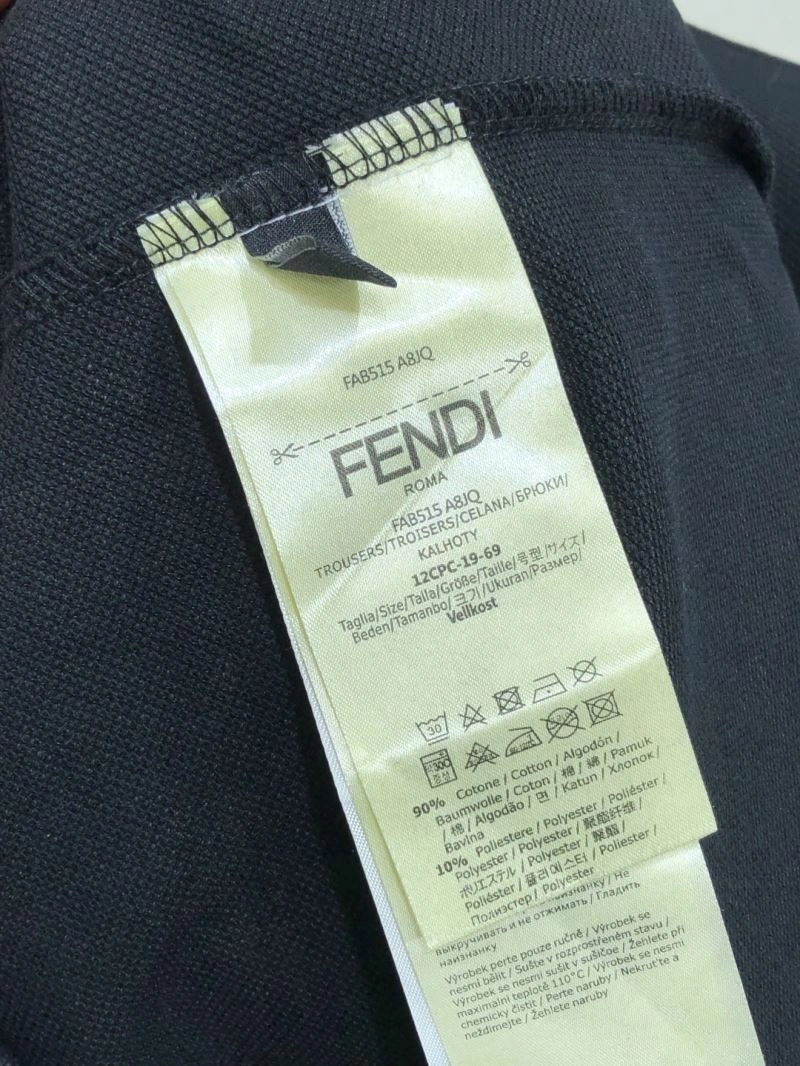 FAB515 A8JQ
FENDI
ROMA
FAB515 A8JQ
TROUSERS/TROISERS/CELANA/БРЮКИ/
KALHOTY
12CPC-19-69
Taglia/Size/Talla/Größe/Taille/号型/サイズ/
Beden/Tamanbo/크기/Ukuran/Размер/
Vellkost
30
90% Cotone / Cotton / Algodón /
Baumwolle / Coton / 棉 / 綿 / Pamuk
/ 棉 / Algodão / 면 / Katun / Хлопок /
Bavlna
10% Poliestere / Polyester / Poliéster /
Polyester / Polyester / 聚酯纤维 /
ポリエステル / Polyester / 聚酯 /
Poliéster / 폴리에스터 / Polyester /
Полиэстер / Polyester
наизнанку / Не
выкручивать и не отжимать / Гладить
наизнанку
Výrobek perte pouze ručně / Výrobek se
nesmí bělit / Sušte v rozprostřeném stavu /
Výrobek se nesmí sušit v sušičce / Žehlete při
maximální teplotě 110°C / Výrobek se nesmí
chemicky čistit / Perte naruby / Nekruťte a
neždímejte / Žehlete naruby